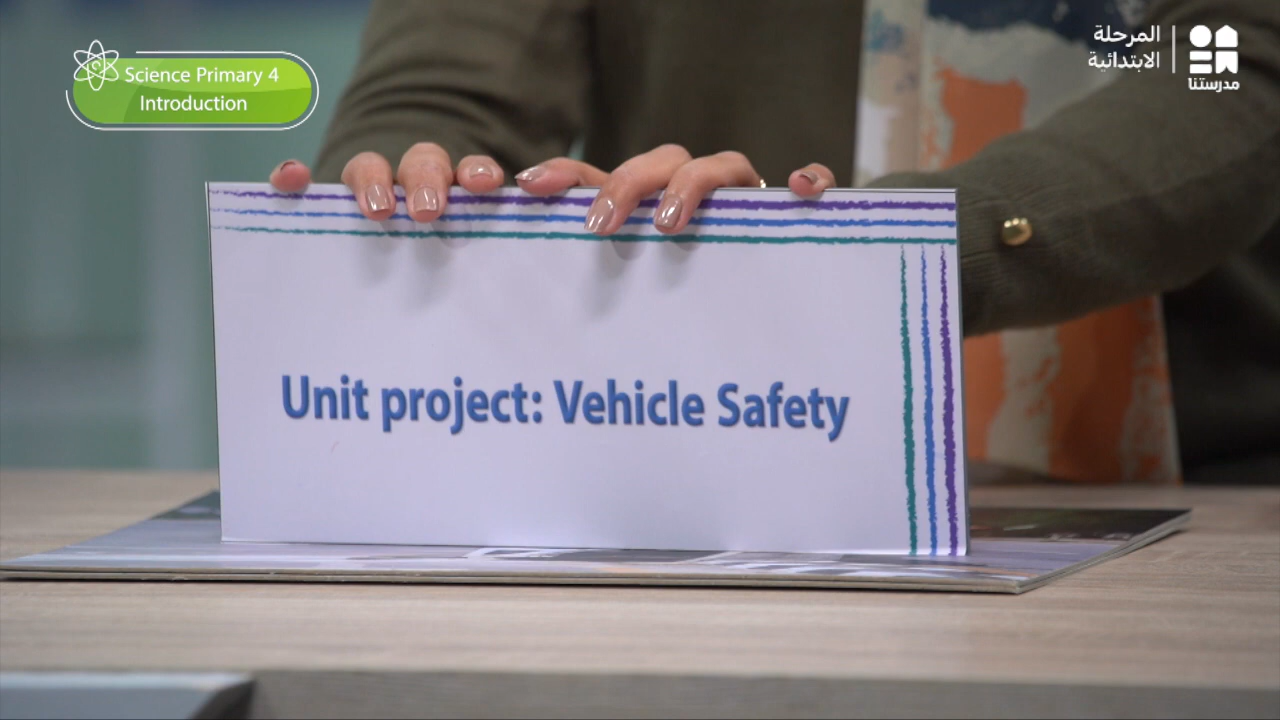 Science Primary 4
Introduction
المرحلة
الابتدائية
مدرستنا
Unit project: Vehicle Safety